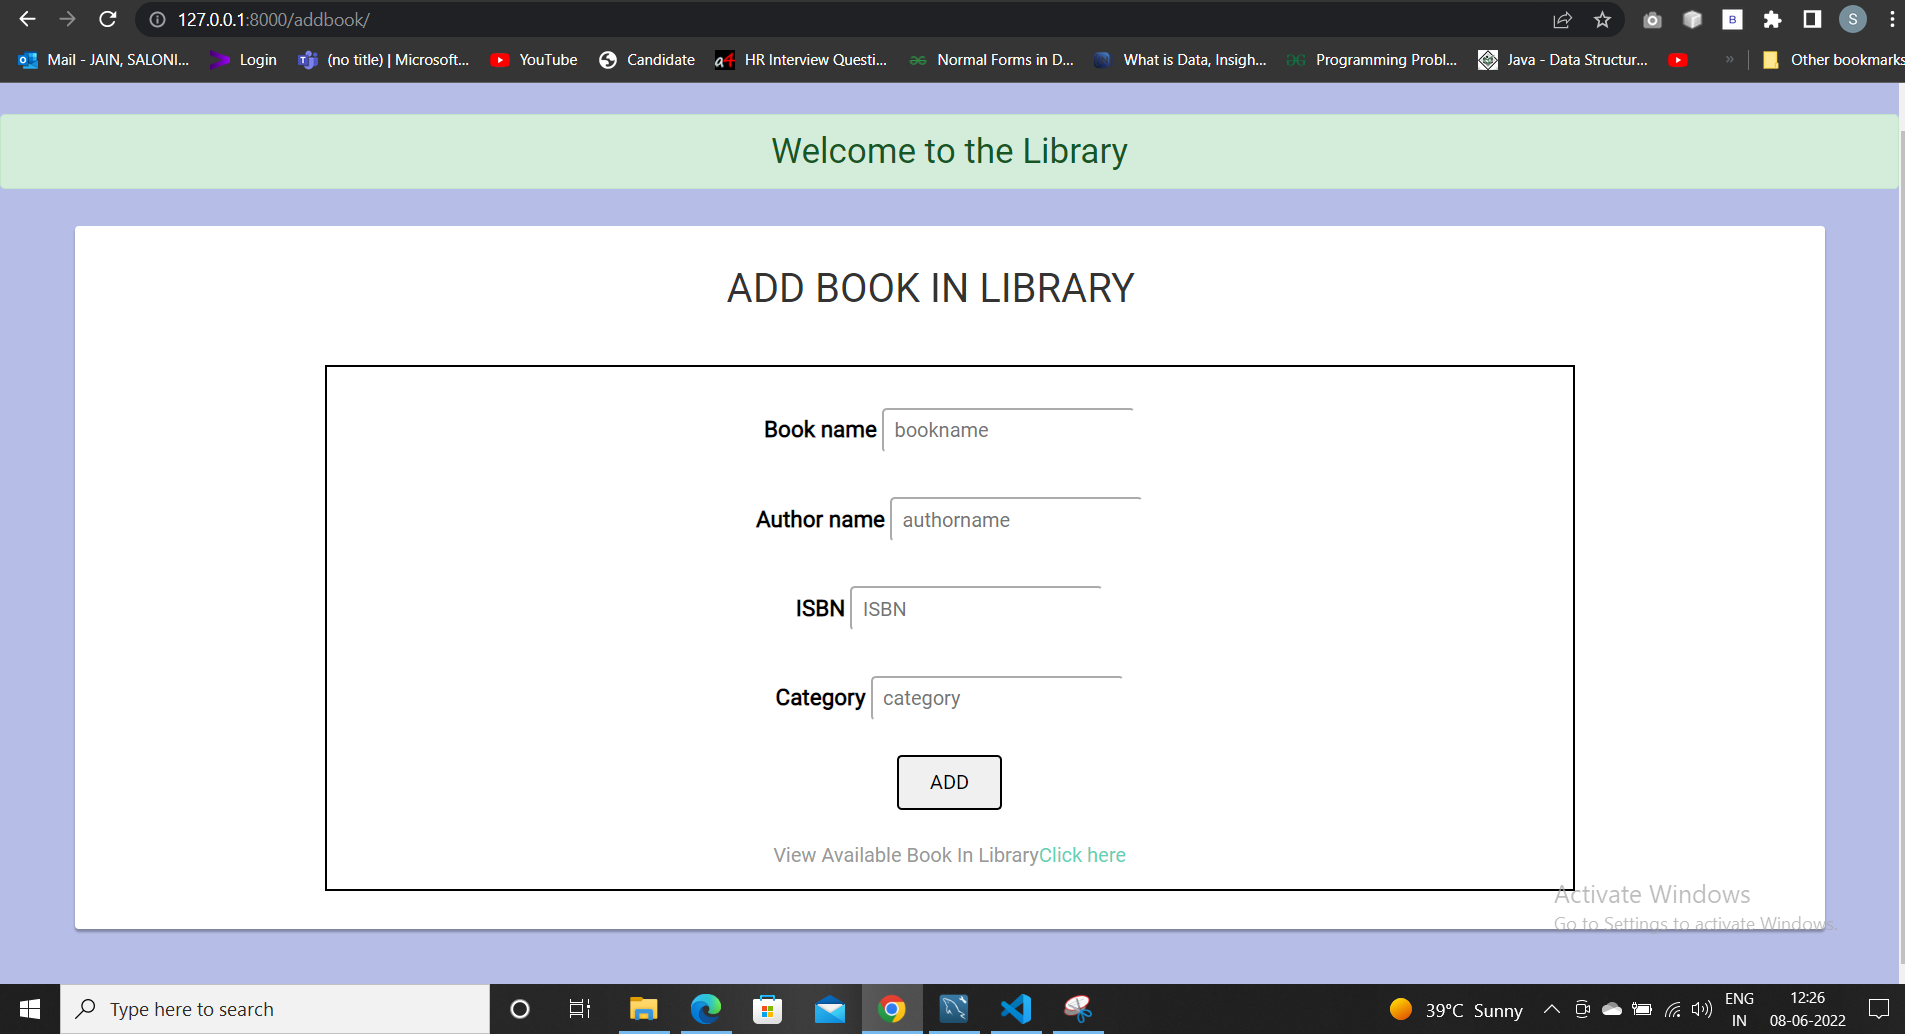 127.0.0.1:8000/addbook/
S
Mail - JAIN, SALONI... Login (no title) | Microsoft... YouTube Candidate HR Interview Questi... Normal Forms in D... What is Data, Insigh... Programming Probl... Java - Data Structur... » Other bookmarks
Welcome to the Library
ADD BOOK IN LIBRARY
Book name bookname
Author name authorname
ISBN ISBN
Category category
ADD
View Available Book In LibraryClick here
Activate Windows
Go to Settings to activate Windows.
Type here to search
39°C Sunny
ENG
IN
12:26
08-06-2022